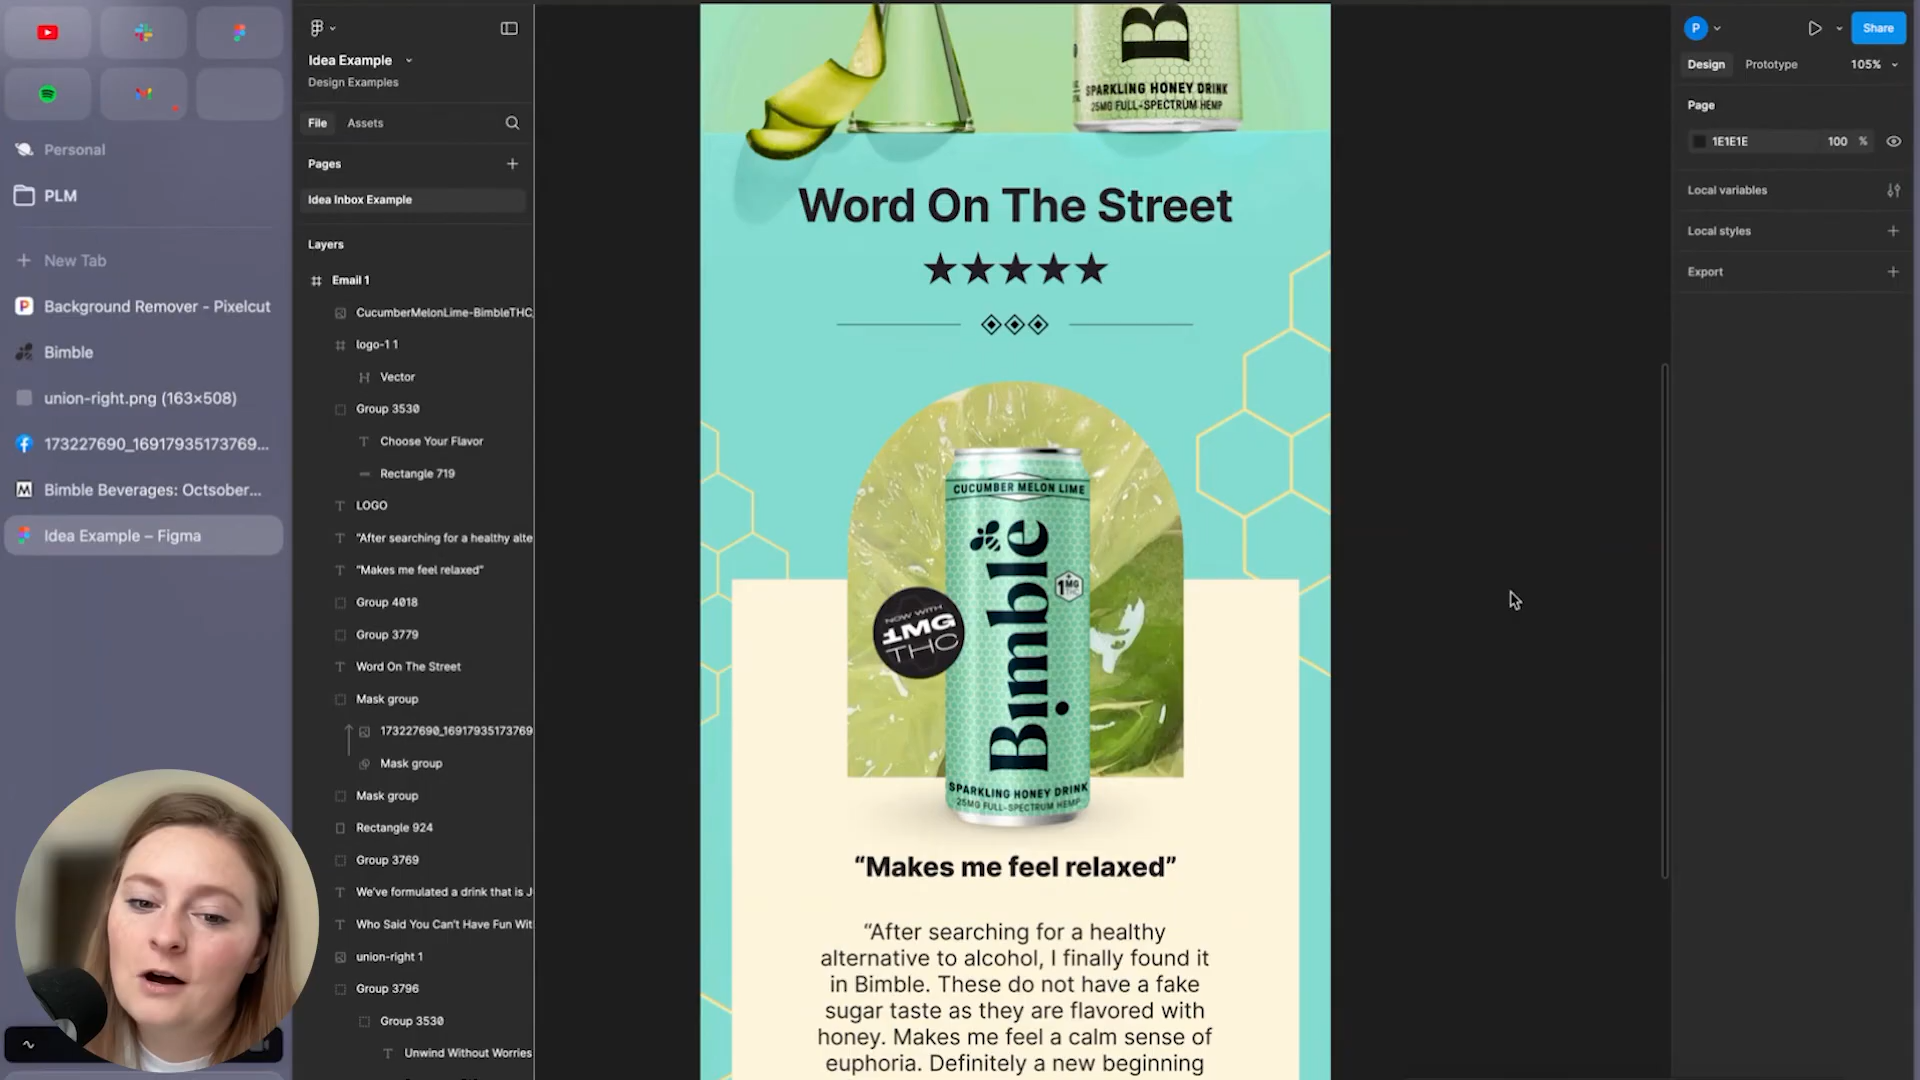 Personal
PLM
New Tab
Background Remover - Pixelcut
Bimble
union-right.png (163×508)
173227690_16917935173769...
Bimble Beverages: Octsober...
Idea Example – Figma
Idea Example
Design Examples
File
Assets
Pages
Idea Inbox Example
Layers
Email 1
CucumberMelonLime-BimbleTHC
logo-1 1
Vector
Group 3530
Choose Your Flavor
Rectangle 719
LOGO
"After searching for a healthy alte
"Makes me feel relaxed"
Group 4018
Group 3779
Word On The Street
Mask group
173227690_16917935173769
Mask group
Mask group
Rectangle 924
Group 3769
We've formulated a drink that is J
Who Said You Can't Have Fun Wit
union-right 1
Group 3796
Group 3530
Unwind Without Worries
B
SPARKLING HONEY DRINK
25MG FULL-SPECTRUM HEMP
Word On The Street
★★★★★
CUCUMBER MELON LIME
Bimble
1MG
THC
NOW WITH
1MG
THC
SPARKLING HONEY DRINK
25MG FULL-SPECTRUM HEMP
“Makes me feel relaxed”
“After searching for a healthy
alternative to alcohol, I finally found it
in Bimble. These do not have a fake
sugar taste as they are flavored with
honey. Makes me feel a calm sense of
euphoria. Definitely a new beginning
P
Share
Design
Prototype
105%
Page
1E1E1E
100
%
Local variables
Local styles
Export